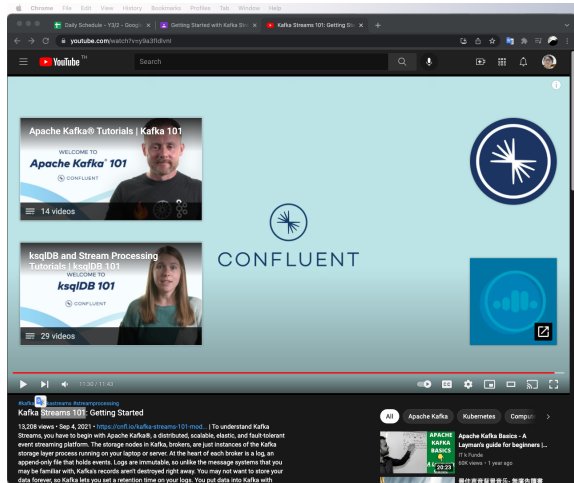 Chrome File Edit View History Bookmarks Profiles Tab Window Help
Daily Schedule - Y3/2 - Googl
Getting Started with Kafka Str
Kafka Streams 101: Getting Sta
youtube.com/watch?v=y9a3fldlvnI
YouTube TH
Search
Apache Kafka® Tutorials | Kafka 101
WELCOME TO
Apache Kafka® 101
CONFLUENT
14 videos
ksqlDB and Stream Processing
Tutorials | ksqlDB 101
WELCOME TO
ksqlDB 101
CONFLUENT
29 videos
CONFLUENT
11:30 / 11:43
#streamprocessing
Kafka Streams 101: Getting Started
13,208 views • Sep 4, 2021 • https://cnfl.io/kafka-streams-101-mod... | To understand Kafka
Streams, you have to begin with Apache Kafka®, a distributed, scalable, elastic, and fault-tolerant
event streaming platform. The storage nodes in Kafka, brokers, are just instances of the Kafka
storage layer process running on your laptop or server. At the heart of each broker is a log, an
append-only file that holds events. Logs are immutable, so unlike the message systems that you
may be familiar with, Kafka's records aren't destroyed right away. You may not want to store your
data forever, so Kafka lets you set a retention time on your logs. You put data into Kafka with
All
Apache Kafka
Kubernetes
Comput
APACHE
KAFKA
BASICS
20:23
Apache Kafka Basics - A
Layman's guide for beginners |...
IT k Funde
60K views • 1 year ago